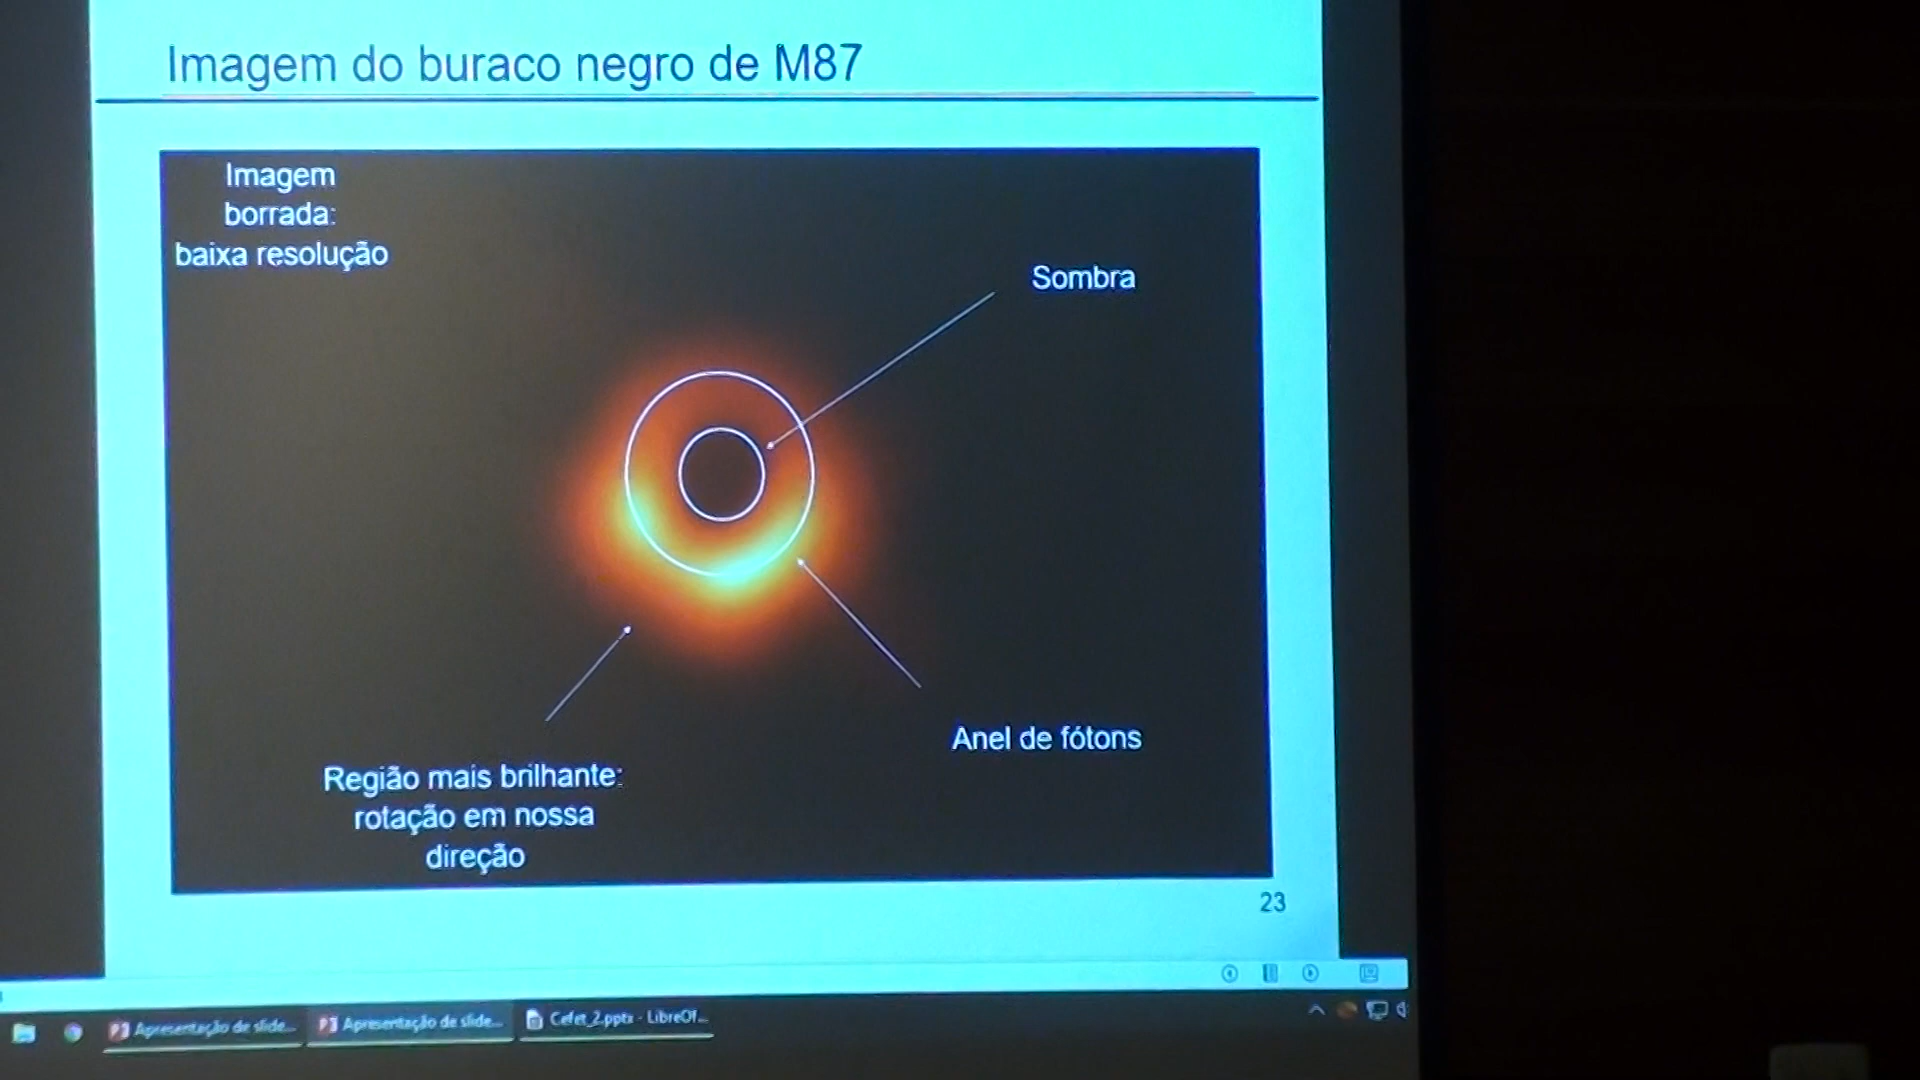 Imagem do buraco negro de M87
Imagem
borrada:
baixa resolução
Sombra
Anel de fótons
Região mais brilhante:
rotação em nossa
direção
23
Apresentação de slide...
Apresentação de slide...
Cefet_2.pptx - LibreOf...